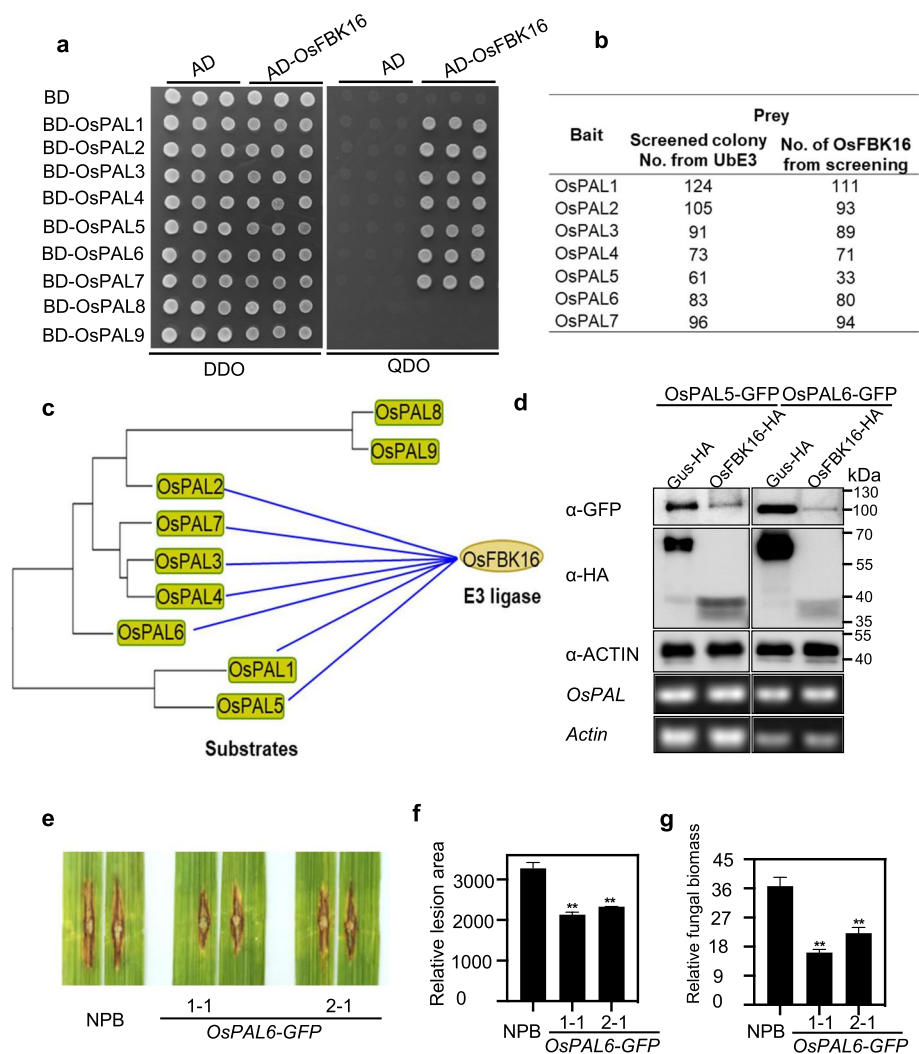 a
AD AD-OsFBK16 AD AD-OsFBK16
BD
BD-OsPAL1
BD-OsPAL2
BD-OsPAL3
BD-OsPAL4
BD-OsPAL5
BD-OsPAL6
BD-OsPAL7
BD-OsPAL8
BD-OsPAL9
DDO QDO
b
Prey
Bait
Screened colony No. of OsFBK16
No. from UbE3 from screening
OsPAL1 124 111
OsPAL2 105 93
OsPAL3 91 89
OsPAL4 73 71
OsPAL5 61 33
OsPAL6 83 80
OsPAL7 96 94
c
OsPAL8
OsPAL9
OsPAL2
OsPAL7
OsPAL3
OsPAL4
OsPAL6
OsPAL1
OsPAL5
OsFBK16
E3 ligase
Substrates
d
OsPAL5-GFP OsPAL6-GFP
Gus-HA OsFBK16-HA Gus-HA OsFBK16-HA
kDa
α-GFP
130
100
α-HA
70
55
40
35
α-ACTIN
55
40
OsPAL
Actin
e
NPB
1-1 2-1
OsPAL6-GFP
f
Relative lesion area
3000
2000
1000
0
** **
NPB 1-1 2-1
OsPAL6-GFP
g
Relative fungal biomass
45
36
27
18
9
0
** **
NPB 1-1 2-1
OsPAL6-GFP